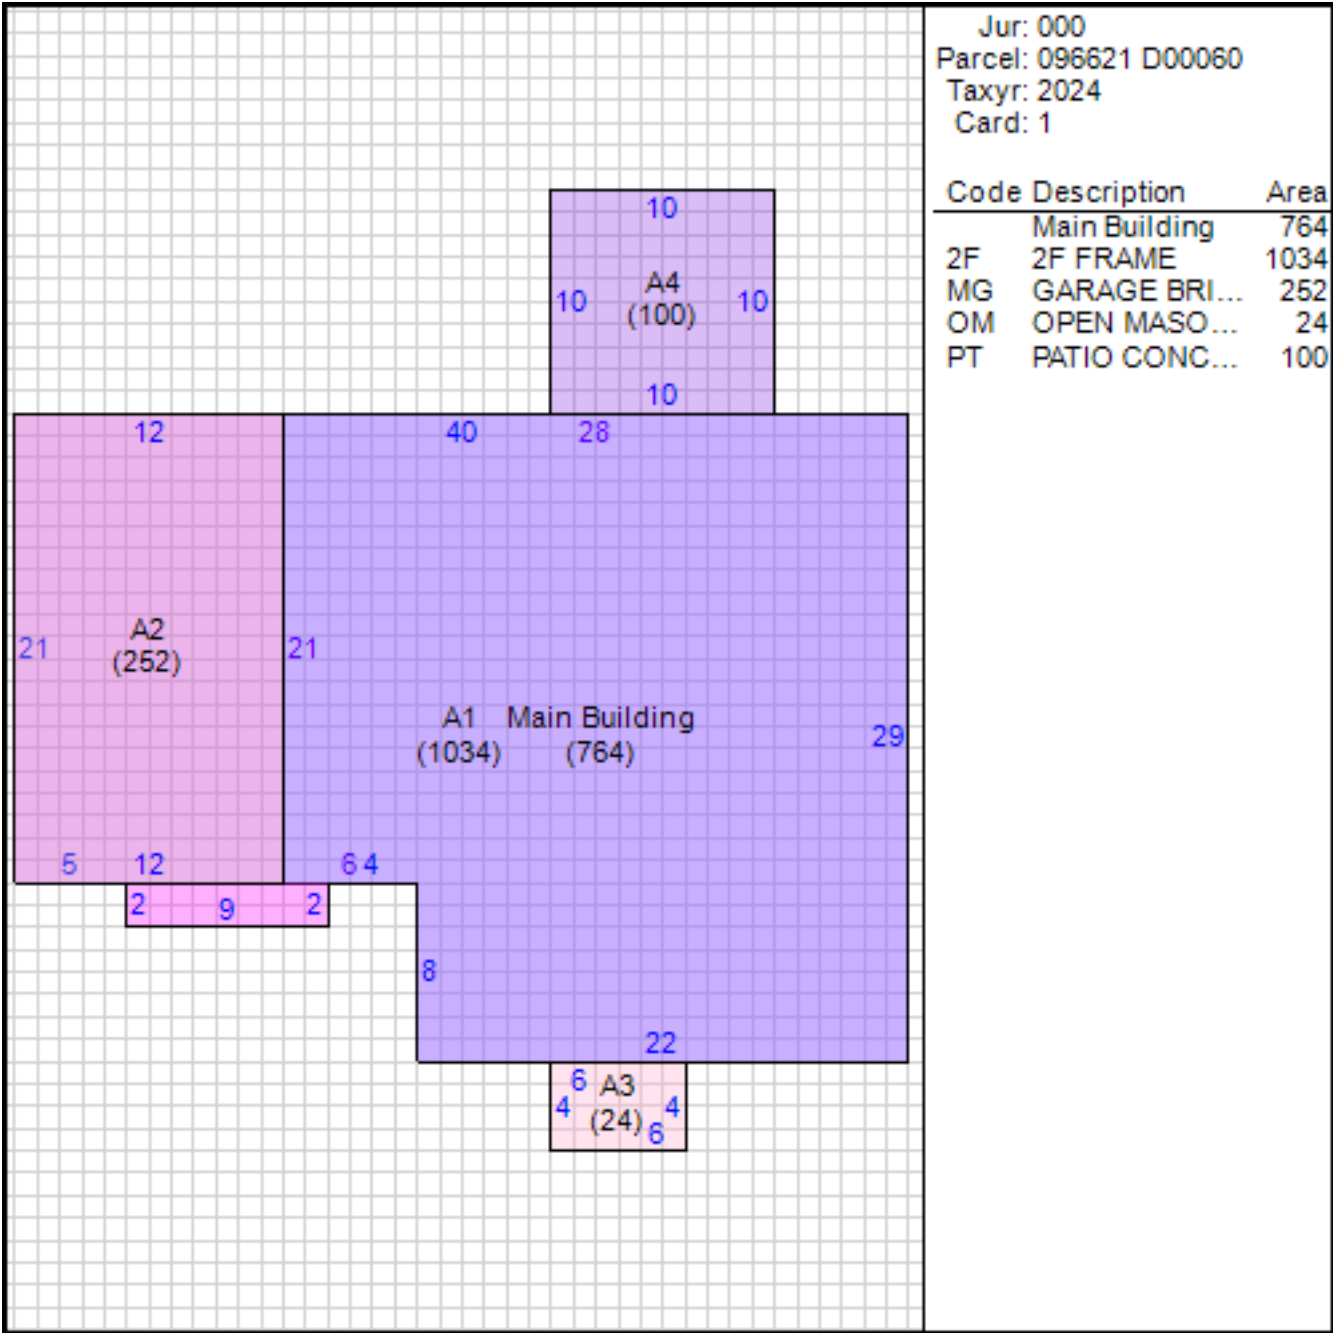 Jur: 000
Parcel: 096621 D00060
Taxyr: 2024
Card: 1
Code Description Area
Main Building 764
2F 2F FRAME 1034
MG GARAGE BRI... 252
OM OPEN MASO... 24
PT PATIO CONC... 100
10
A4
10 (100) 10
10
12 40 28
A2
21 (252) 21
A1 Main Building
(1034) (764)
29
5 12 6 4
2 9 2
8
22
6 A3
4 (24) 4
6